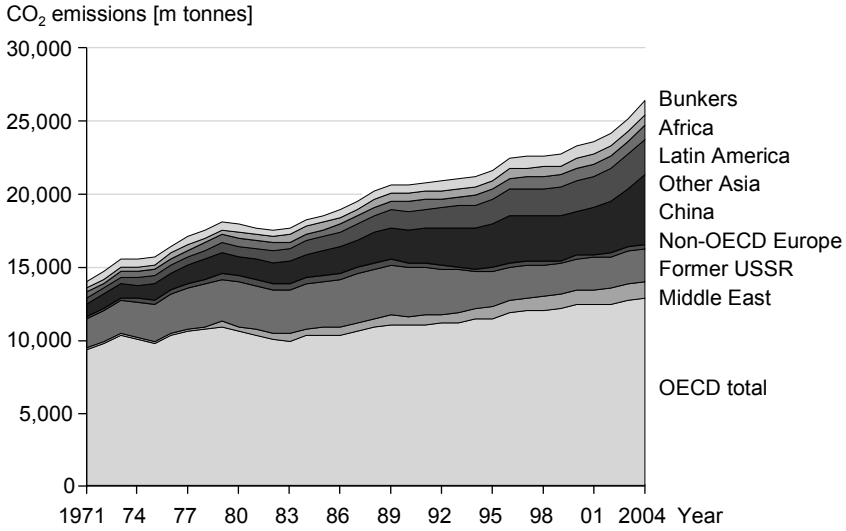 CO₂ emissions [m tonnes]
30,000
25,000
20,000
15,000
10,000
5,000
0
Bunkers
Africa
Latin America
Other Asia
China
Non-OECD Europe
Former USSR
Middle East
OECD total
1971 74 77 80 83 86 89 92 95 98 01 2004 Year